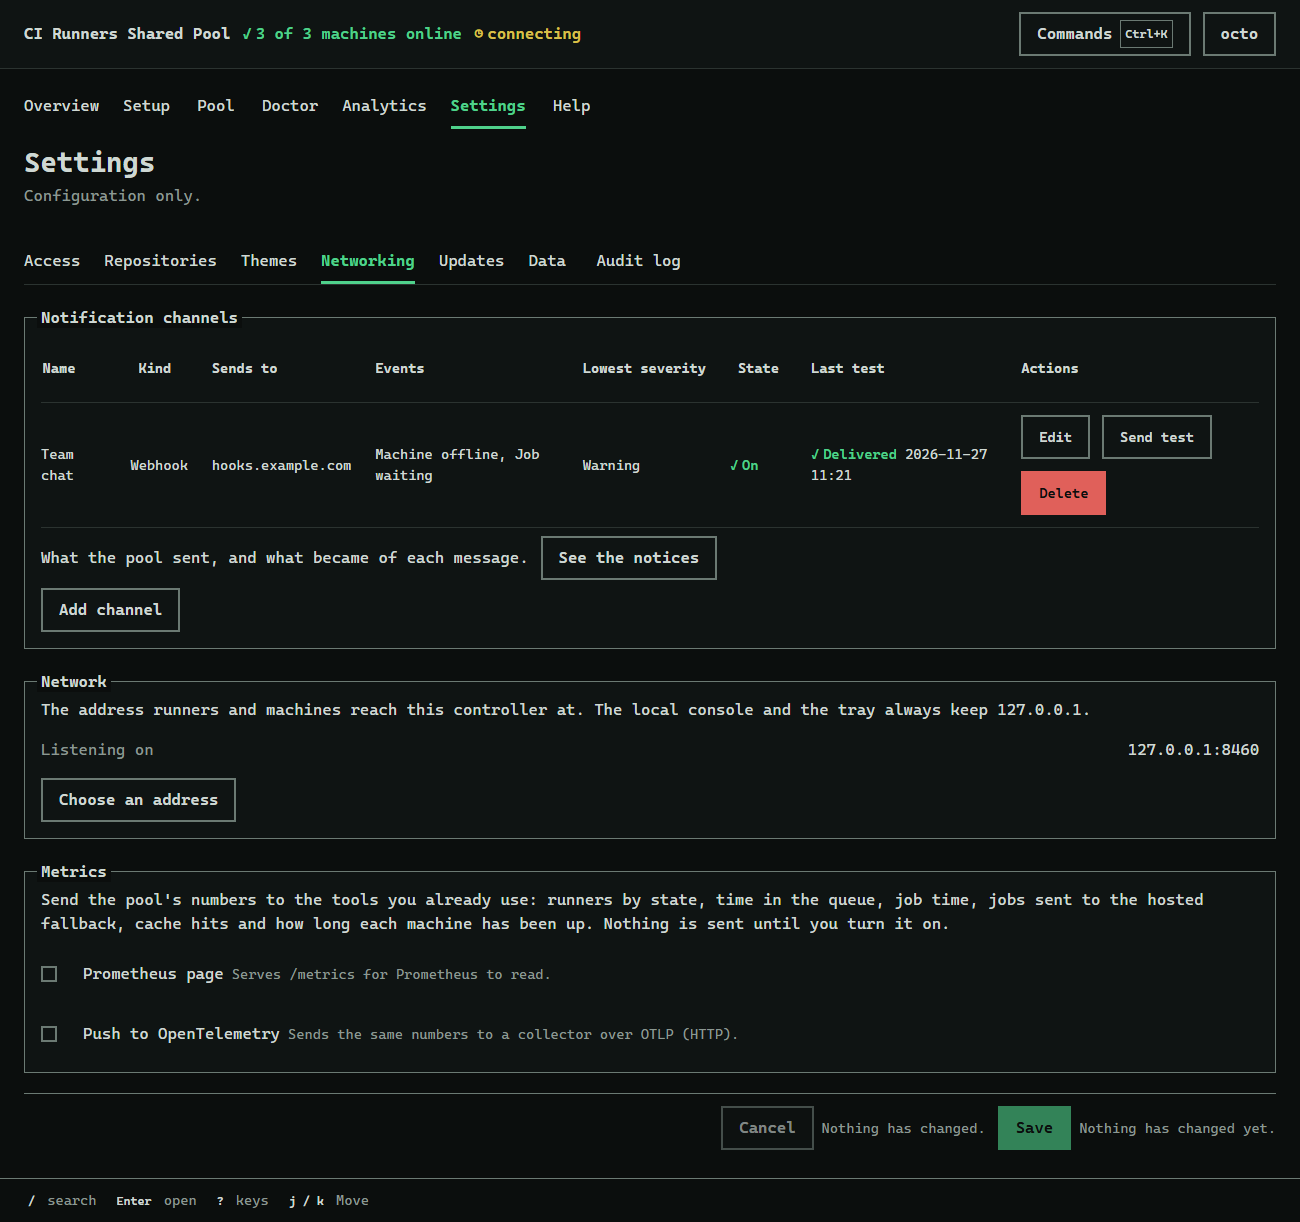 CI Runners Shared Pool ✓ 3 of 3 machines online connecting
Commands Ctrl+K octo
Overview Setup Pool Doctor Analytics Settings Help
Settings
Configuration only.
Access Repositories Themes Networking Updates Data Audit log
Notification channels
Name Kind Sends to Events Lowest severity State Last test Actions
Team chat Webhook hooks.example.com Machine offline, Job waiting Warning ✓ On ✓ Delivered 2026-11-27 11:21 Edit Send test
Delete
What the pool sent, and what became of each message. See the notices
Add channel
Network
The address runners and machines reach this controller at. The local console and the tray always keep 127.0.0.1.
Listening on 127.0.0.1:8460
Choose an address
Metrics
Send the pool's numbers to the tools you already use: runners by state, time in the queue, job time, jobs sent to the hosted
fallback, cache hits and how long each machine has been up. Nothing is sent until you turn it on.
Prometheus page Serves /metrics for Prometheus to read.
Push to OpenTelemetry Sends the same numbers to a collector over OTLP (HTTP).
Cancel Nothing has changed. Save Nothing has changed yet.
/ search Enter open ? keys j / k Move